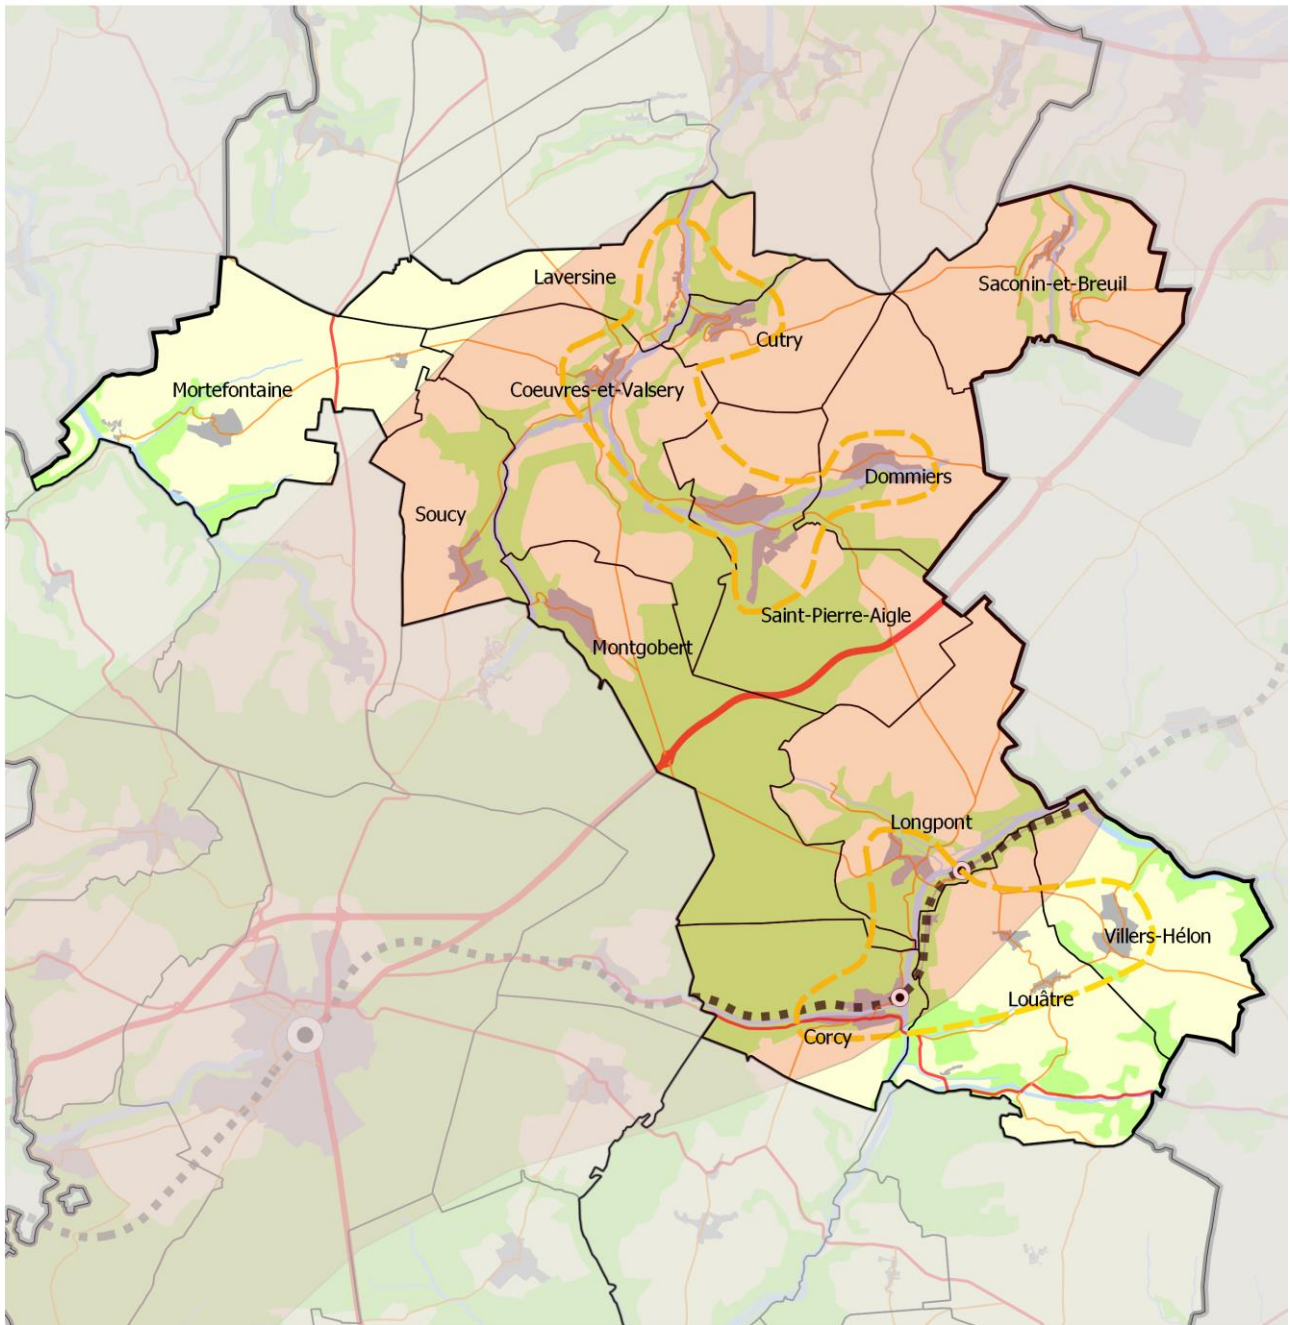 Laversine
Saconin-et-Breuil
Cutry
Mortefontaine
Coeuvres-et-Valsery
Dommiers
Soucy
Saint-Pierre-Aigle
Montgobert
Longpont
Villers-Hélon
Louâtre
Corcy